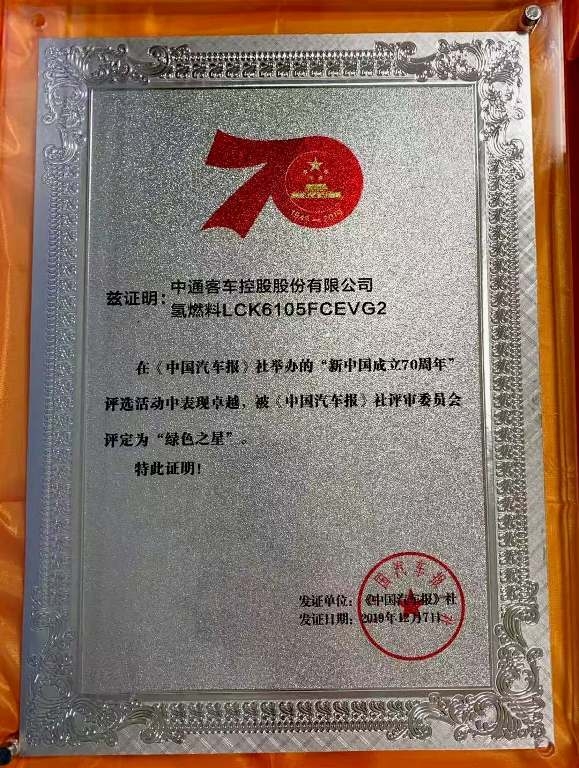 70
1949—2019
中通客车控股股份有限公司
兹证明：
氢燃料LCK6105FCEVG2
在《中国汽车报》社举办的“新中国成立70周年”
评选活动中表现卓越，被《中国汽车报》社评审委员会
评定为“绿色之星”。
特此证明！
发证单位：《中国汽车报》社
发证日期：2019年12月7日
国汽车报